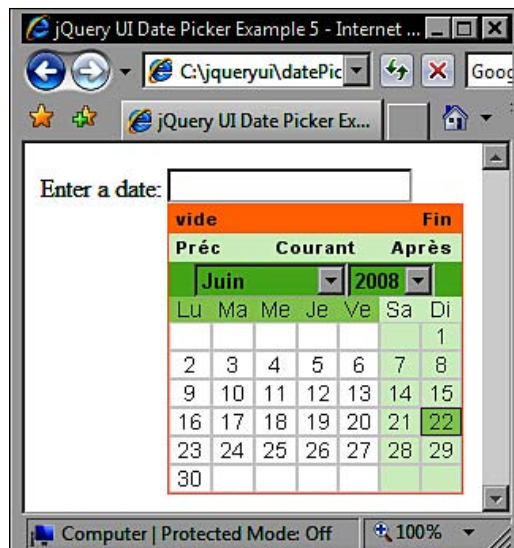 jQuery UI Date Picker Example 5 - Internet ...
C:\jqueryui\datePic
Goog
jQuery UI Date Picker Ex...
Enter a date:
vide Fin
Préc Courant Après
Juin 2008
Lu Ma Me Je Ve Sa Di
1
2 3 4 5 6 7 8
9 10 11 12 13 14 15
16 17 18 19 20 21 22
23 24 25 26 27 28 29
30
Computer | Protected Mode: Off 100%